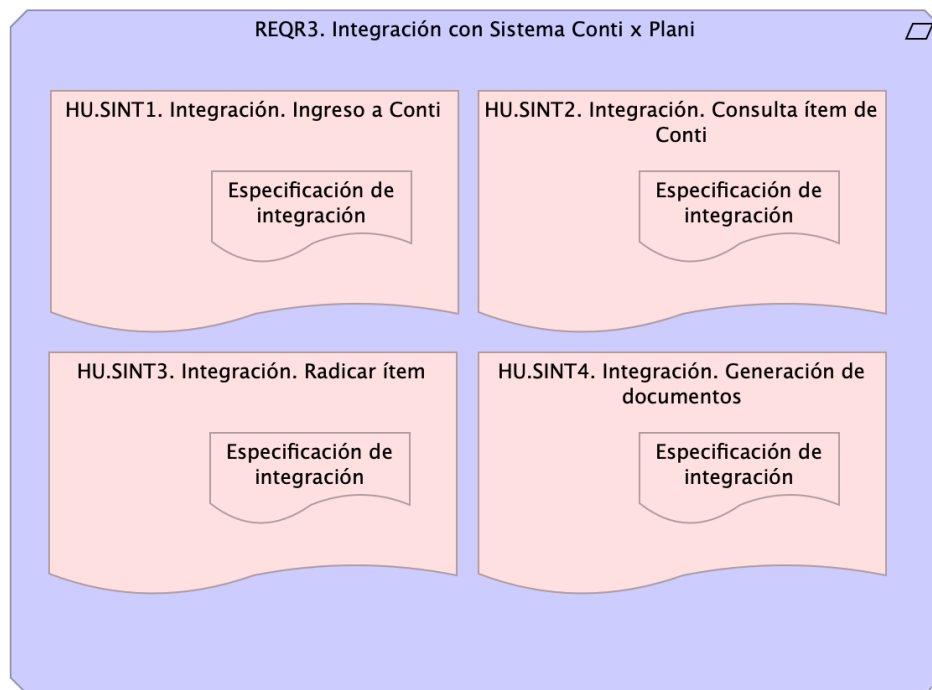 REQR3. Integración con Sistema Conti x Plani
HU.SINT1. Integración. Ingreso a Conti
Especificación de
integración
HU.SINT2. Integración. Consulta ítem de
Conti
Especificación de
integración
HU.SINT3. Integración. Radicar ítem
Especificación de
integración
HU.SINT4. Integración. Generación de
documentos
Especificación de
integración